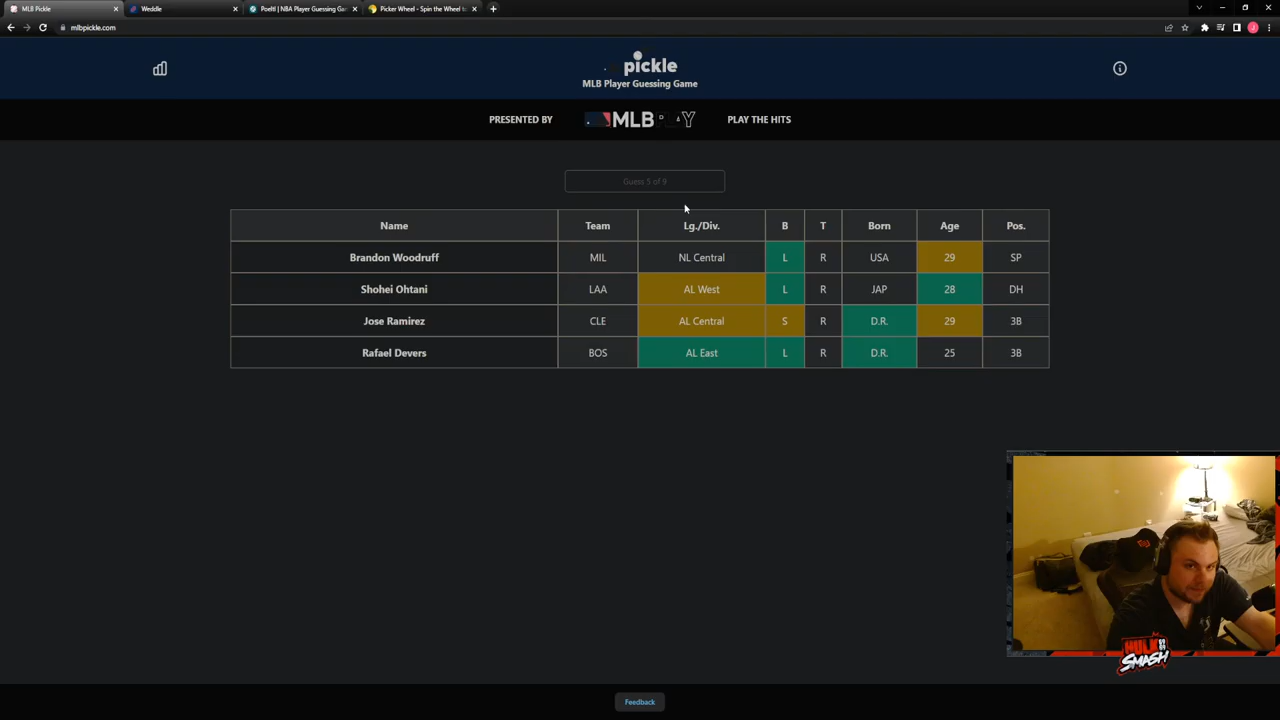 MLB Pickle
Weddle
Poeltl | NBA Player Guessing Ga
Picker Wheel - Spin the Wheel t
mlbpickle.com
pickle
MLB Player Guessing Game
PRESENTED BY
MLB PLAY
PLAY THE HITS
Guess 5 of 9
Name Team Lg./Div. B T Born Age Pos.
Brandon Woodruff MIL NL Central L R USA 29 SP
Shohei Ohtani LAA AL West L R JAP 28 DH
Jose Ramirez CLE AL Central S R D.R. 29 3B
Rafael Devers BOS AL East L R D.R. 25 3B
HULK
SMASH
Feedback